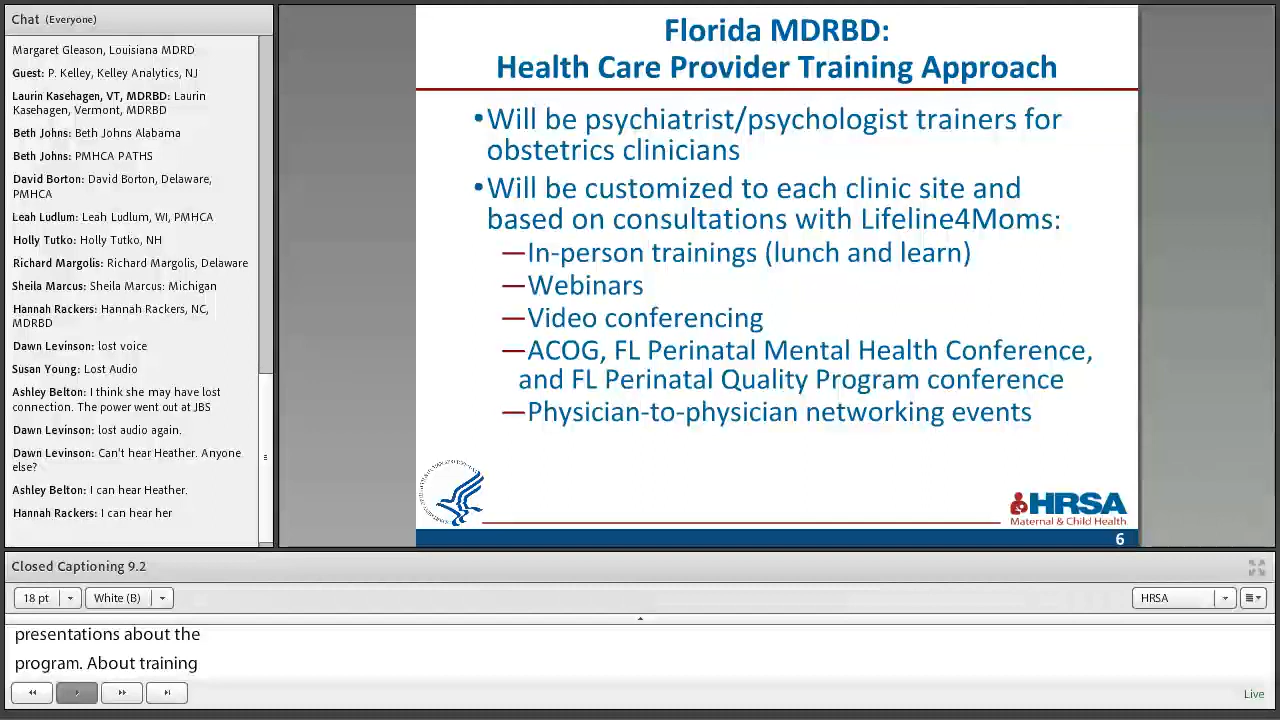 Chat (Everyone)
Margaret Gleason, Louisiana MDRD
Guest: P. Kelley, Kelley Analytics, NJ
Laurin Kasehagen, VT, MDRBD: Laurin
Kasehagen, Vermont, MDRBD
Beth Johns: Beth Johns Alabama
Beth Johns: PMHCA PATHS
David Borton: David Borton, Delaware,
PMHCA
Leah Ludlum: Leah Ludlum, WI, PMHCA
Holly Tutko: Holly Tutko, NH
Richard Margolis: Richard Margolis, Delaware
Sheila Marcus: Sheila Marcus: Michigan
Hannah Rackers: Hannah Rackers, NC,
MDRBD
Dawn Levinson: lost voice
Susan Young: Lost Audio
Ashley Belton: I think she may have lost
connection. The power went out at JBS
Dawn Levinson: lost audio again.
Dawn Levinson: Can't hear Heather. Anyone
else?
Ashley Belton: I can hear Heather.
Hannah Rackers: I can hear her
Florida MDRBD:
Health Care Provider Training Approach
•Will be psychiatrist/psychologist trainers for
obstetrics clinicians
•Will be customized to each clinic site and
based on consultations with Lifeline4Moms:
—In-person trainings (lunch and learn)
—Webinars
—Video conferencing
—ACOG, FL Perinatal Mental Health Conference,
and FL Perinatal Quality Program conference
—Physician-to-physician networking events
HRSA
Maternal & Child Health
6
Closed Captioning 9.2
18 pt White (B) HRSA
presentations about the
program. About training
Live